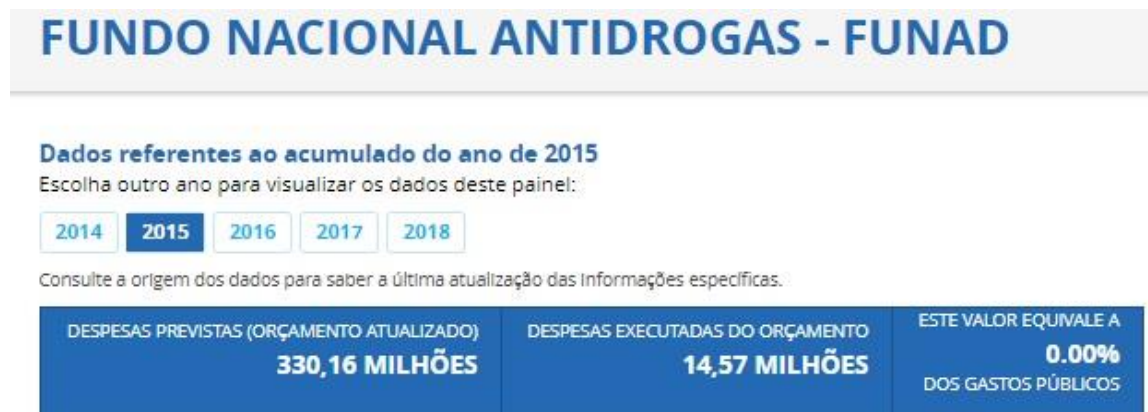 FUNDO NACIONAL ANTIDROGAS - FUNAD
Dados referentes ao acumulado do ano de 2015
Escolha outro ano para visualizar os dados deste painel:
2014 2015 2016 2017 2018
Consulte a origem dos dados para saber a última atualização das informações específicas.
DESPESAS PREVISTAS (ORÇAMENTO ATUALIZADO)
330,16 MILHÕES
DESPESAS EXECUTADAS DO ORÇAMENTO
14,57 MILHÕES
ESTE VALOR EQUIVALE A
0.00%
DOS GASTOS PÚBLICOS